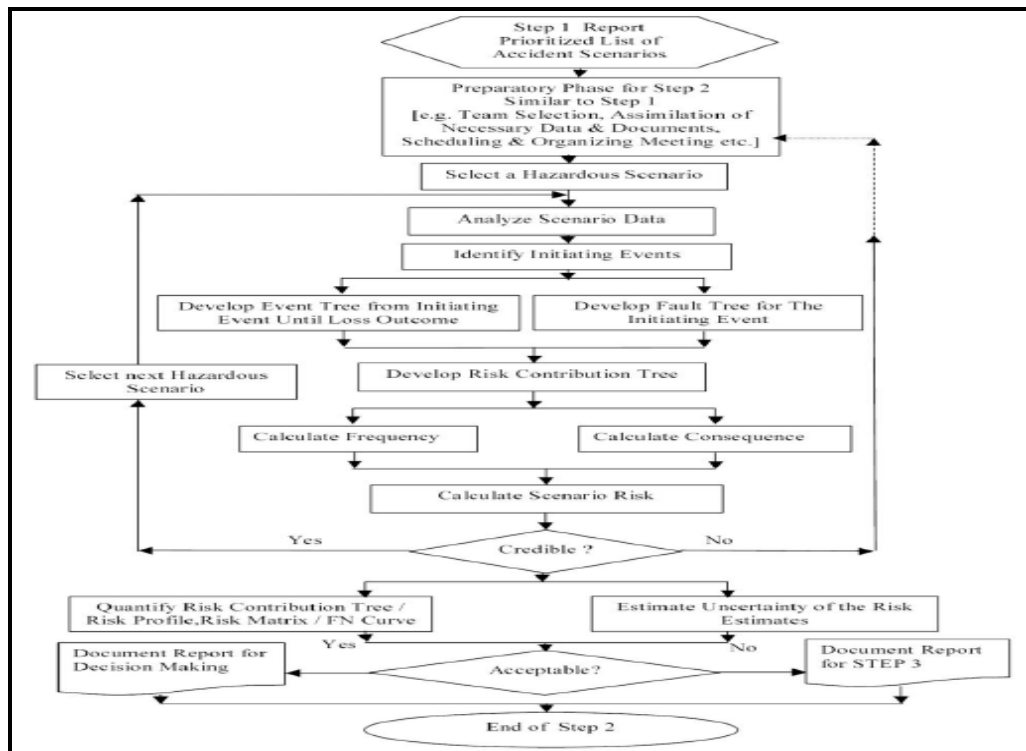 Step 1 Report
Prioritized List of
Accident Scenarios
Preparatory Phase for Step 2
Similar to Step 1
[e.g. Team Selection, Assimilation of
Necessary Data & Documents,
Scheduling & Organizing Meeting etc.]
Select a Hazardous Scenario
Analyze Scenario Data
Identify Initiating Events
Develop Event Tree from Initiating
Event Until Loss Outcome
Develop Fault Tree for The
Initiating Event
Select next Hazardous
Scenario
Develop Risk Contribution Tree
Calculate Frequency
Calculate Consequence
Calculate Scenario Risk
Yes
Credible ?
No
Quantify Risk Contribution Tree /
Risk Profile,Risk Matrix / FN Curve
Estimate Uncertainty of the Risk
Estimates
Yes
No
Document Report for
Decision Making
Acceptable?
Document Report
for STEP 3
End of Step 2